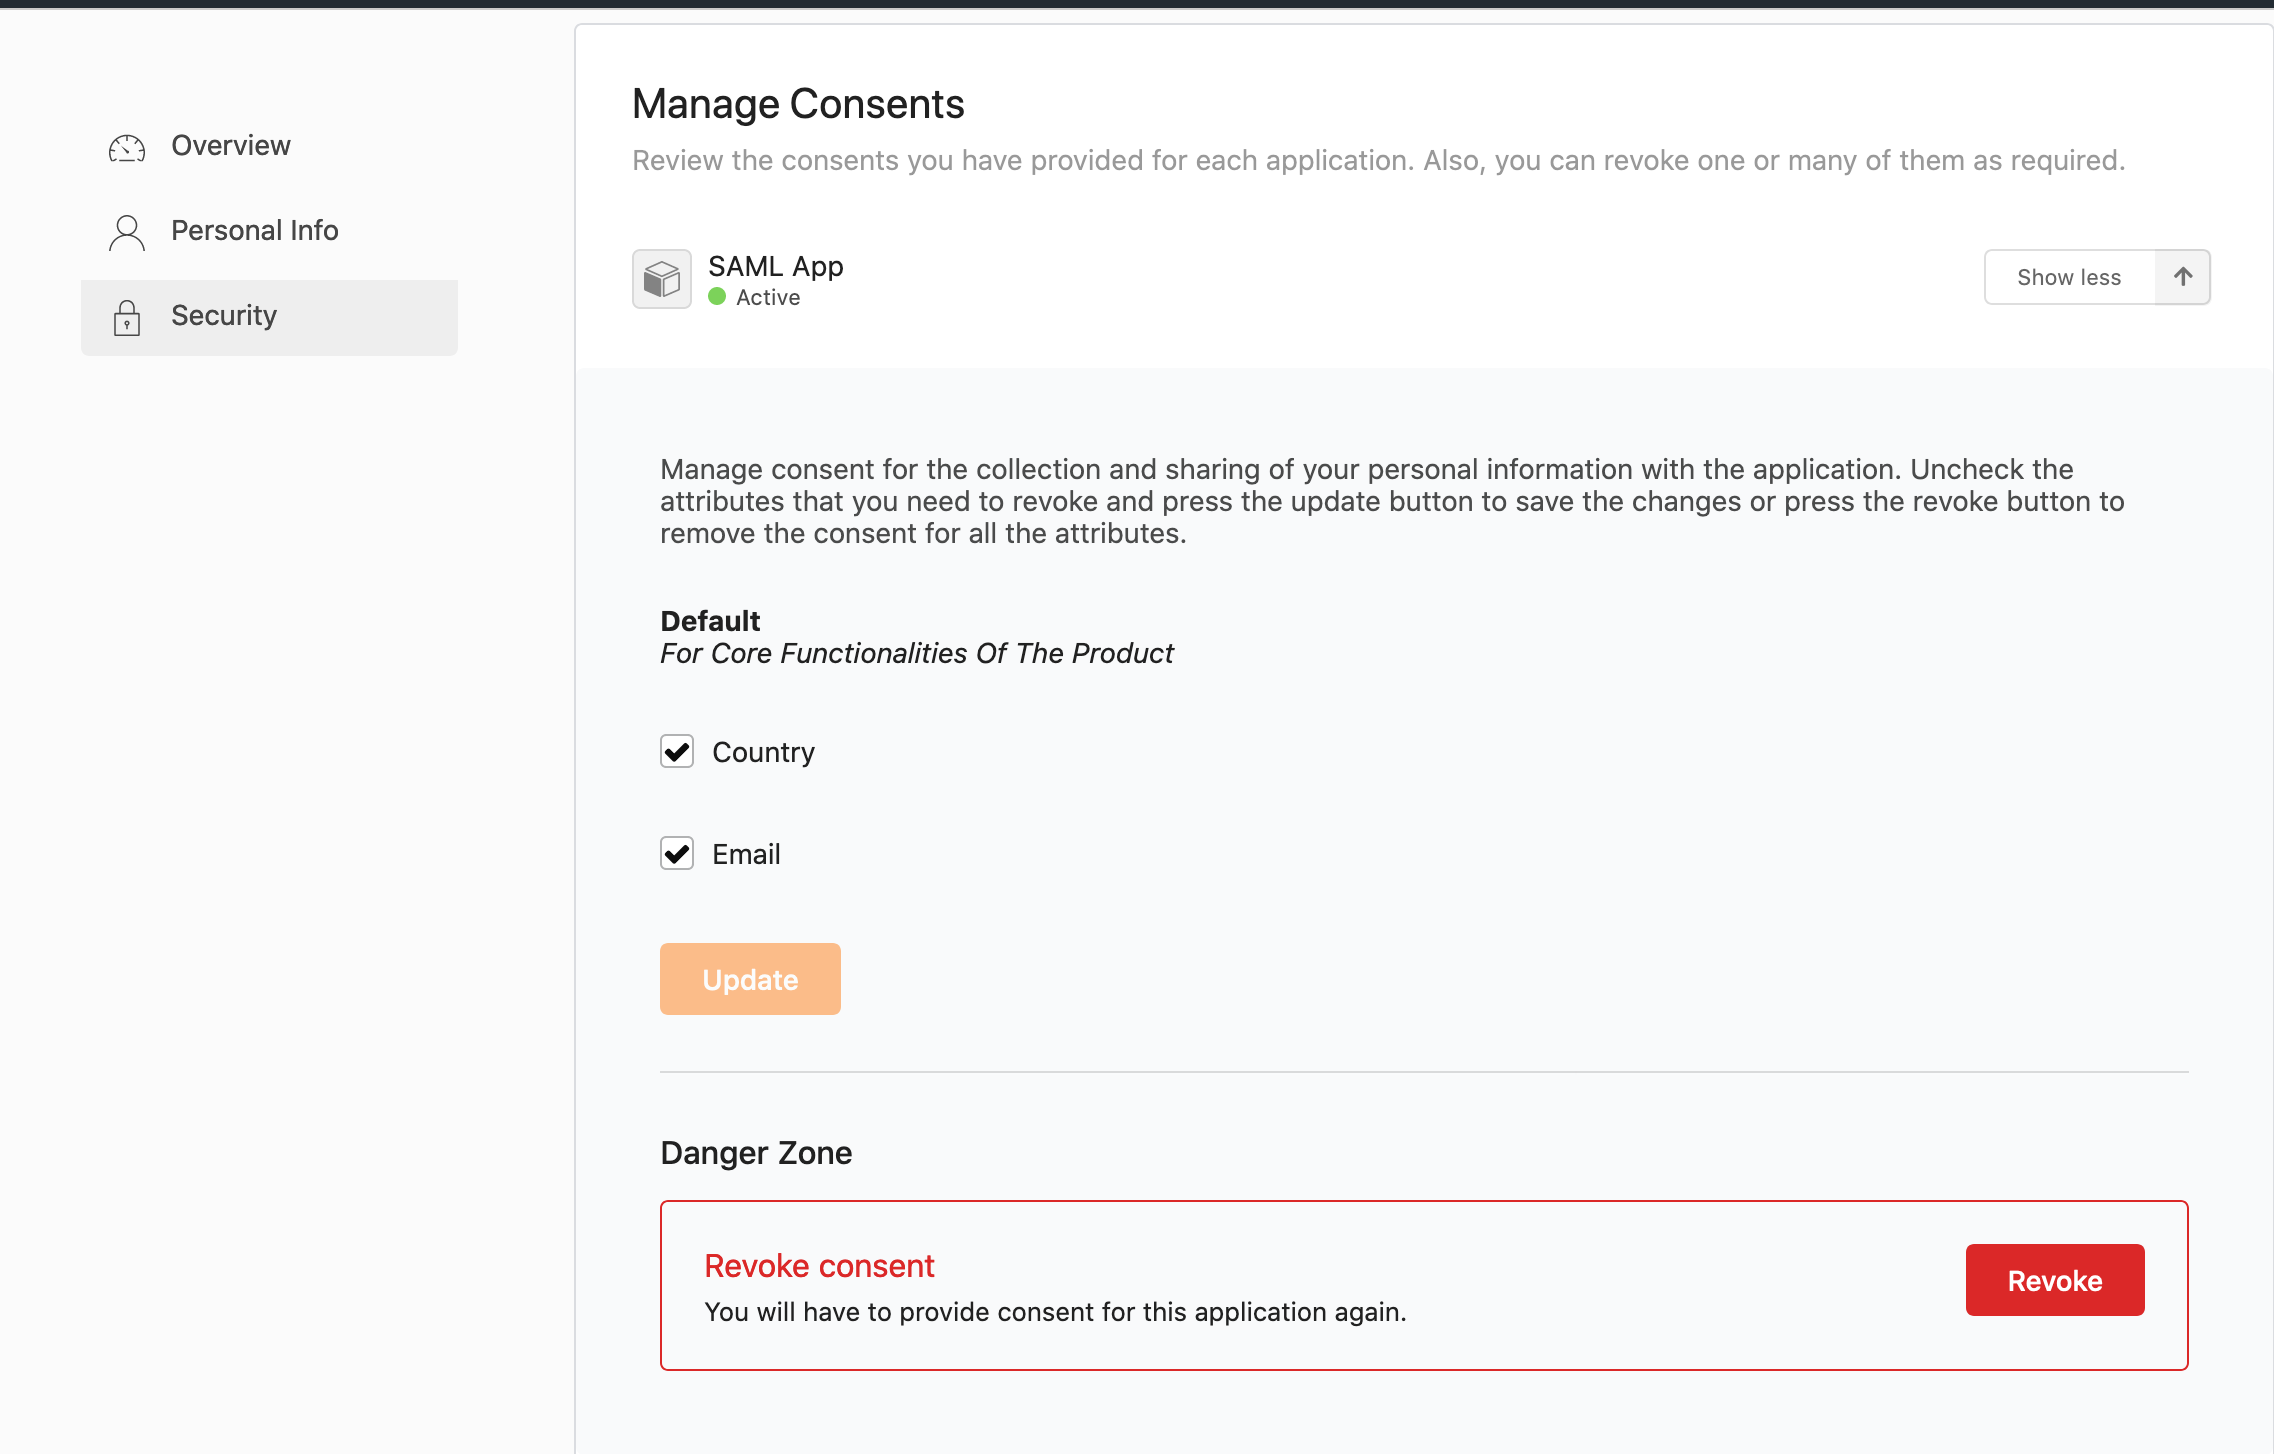 Overview
Personal Info
Security
Manage Consents
Review the consents you have provided for each application. Also, you can revoke one or many of them as required.
SAML App
Active
Show less
Manage consent for the collection and sharing of your personal information with the application. Uncheck the
attributes that you need to revoke and press the update button to save the changes or press the revoke button to
remove the consent for all the attributes.
Default
For Core Functionalities Of The Product
Country
Email
Update
Danger Zone
Revoke consent
You will have to provide consent for this application again.
Revoke